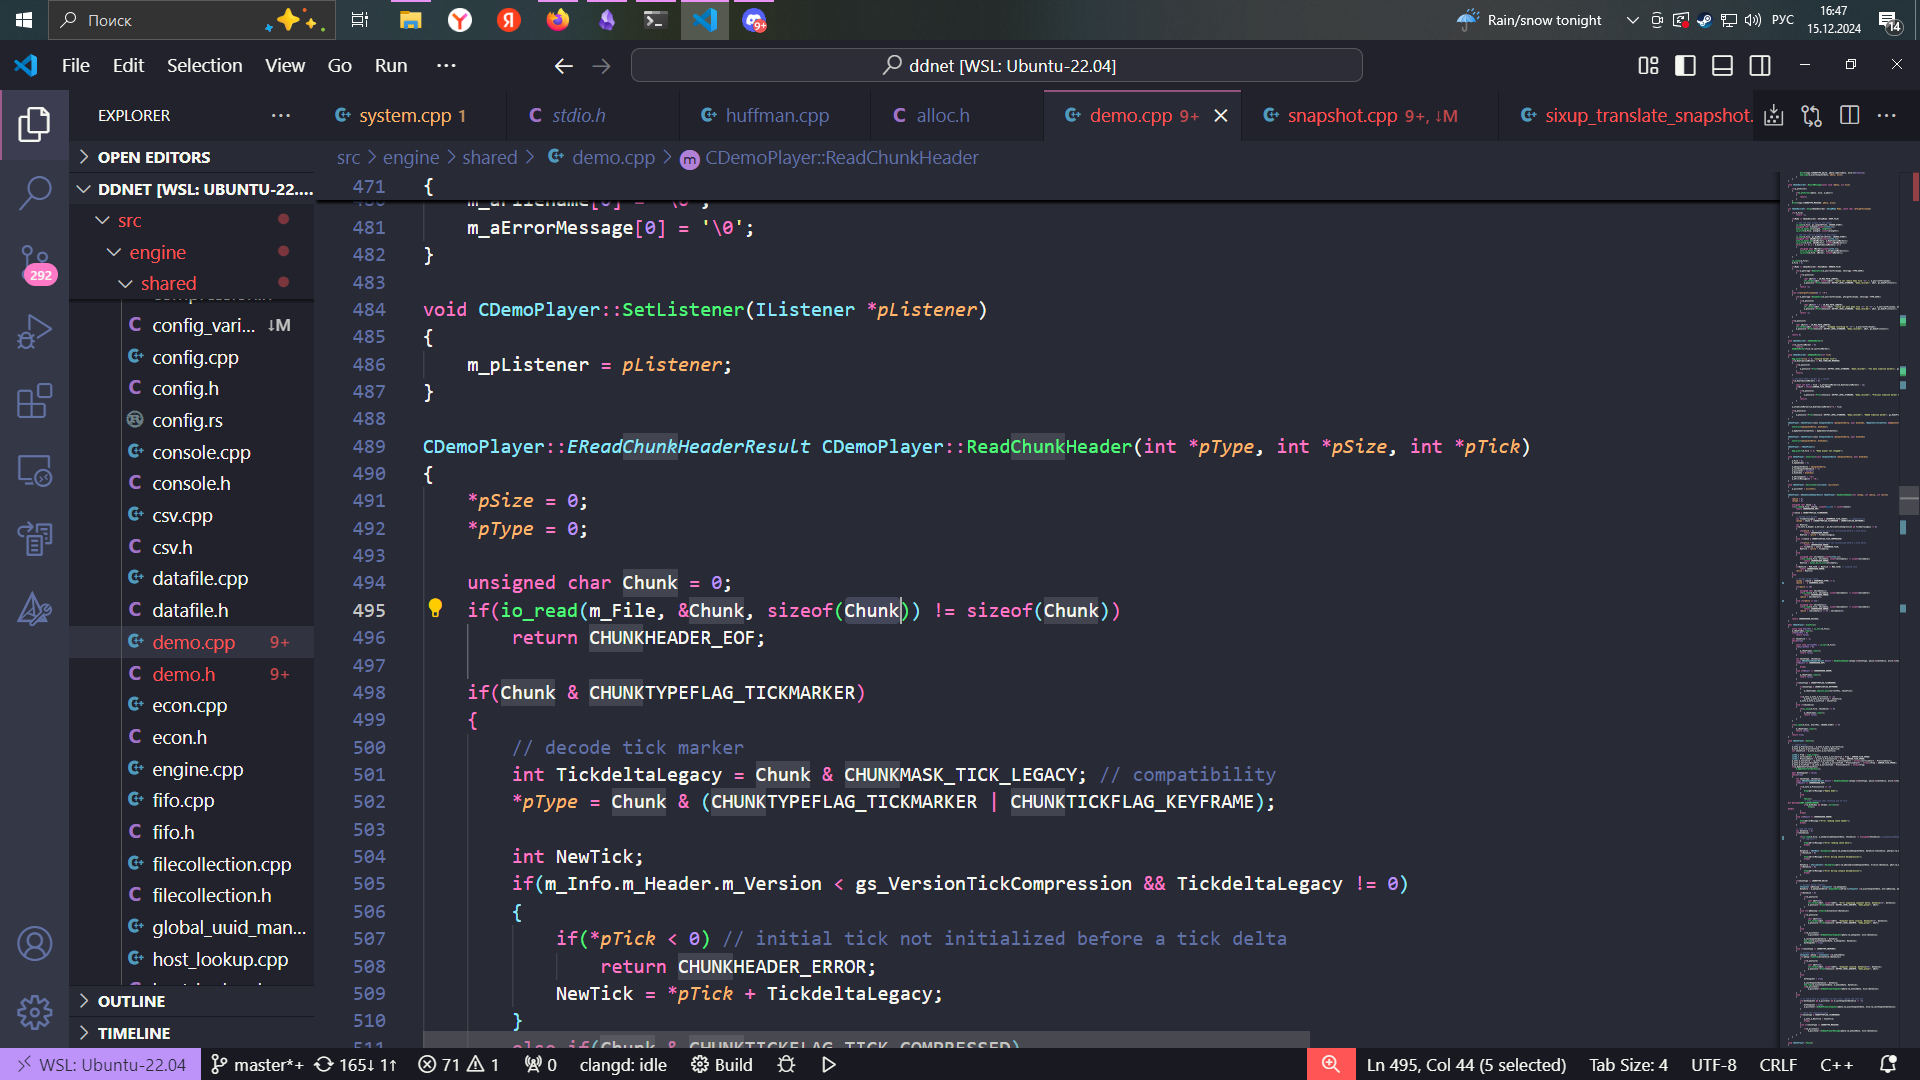 Поиск
9+
Rain/snow tonight
РУС
16:47
15.12.2024
14
File Edit Selection View Go Run ···
ddnet [WSL: Ubuntu-22.04]
EXPLORER ···
OPEN EDITORS
DDNET [WSL: UBUNTU-22....
src
engine
shared
C config_vari... ↓M
config.cpp
C config.h
config.rs
console.cpp
C console.h
csv.cpp
C csv.h
datafile.cpp
C datafile.h
demo.cpp 9+
C demo.h 9+
econ.cpp
C econ.h
engine.cpp
fifo.cpp
C fifo.h
filecollection.cpp
C filecollection.h
global_uuid_man...
host_lookup.cpp
OUTLINE
TIMELINE
292
system.cpp 1
C stdio.h
huffman.cpp
C alloc.h
demo.cpp 9+
snapshot.cpp 9+, ↓M
sixup_translate_snapshot.
src > engine > shared > demo.cpp > CDemoPlayer::ReadChunkHeader
471 {
481 m_aErrorMessage[0] = '\0';
482 }
483
484 void CDemoPlayer::SetListener(IListener *pListener)
485 {
486 m_pListener = pListener;
487 }
488
489 CDemoPlayer::EReadChunkHeaderResult CDemoPlayer::ReadChunkHeader(int *pType, int *pSize, int *pTick)
490 {
491 *pSize = 0;
492 *pType = 0;
493
494 unsigned char Chunk = 0;
495 if(io_read(m_File, &Chunk, sizeof(Chunk)) != sizeof(Chunk))
496 return CHUNKHEADER_EOF;
497
498 if(Chunk & CHUNKTYPEFLAG_TICKMARKER)
499 {
500 // decode tick marker
501 int TickdeltaLegacy = Chunk & CHUNKMASK_TICK_LEGACY; // compatibility
502 *pType = Chunk & (CHUNKTYPEFLAG_TICKMARKER | CHUNKTICKFLAG_KEYFRAME);
503
504 int NewTick;
505 if(m_Info.m_Header.m_Version < gs_VersionTickCompression && TickdeltaLegacy != 0)
506 {
507 if(*pTick < 0) // initial tick not initialized before a tick delta
508 return CHUNKHEADER_ERROR;
509 NewTick = *pTick + TickdeltaLegacy;
510 }
511 else if(Chunk & CHUNKTICKFLAG_TICK_COMPRESSED)
WSL: Ubuntu-22.04 master*+ 165↓ 1↑ 71 1 0 clangd: idle Build Ln 495, Col 44 (5 selected) Tab Size: 4 UTF-8 CRLF C++